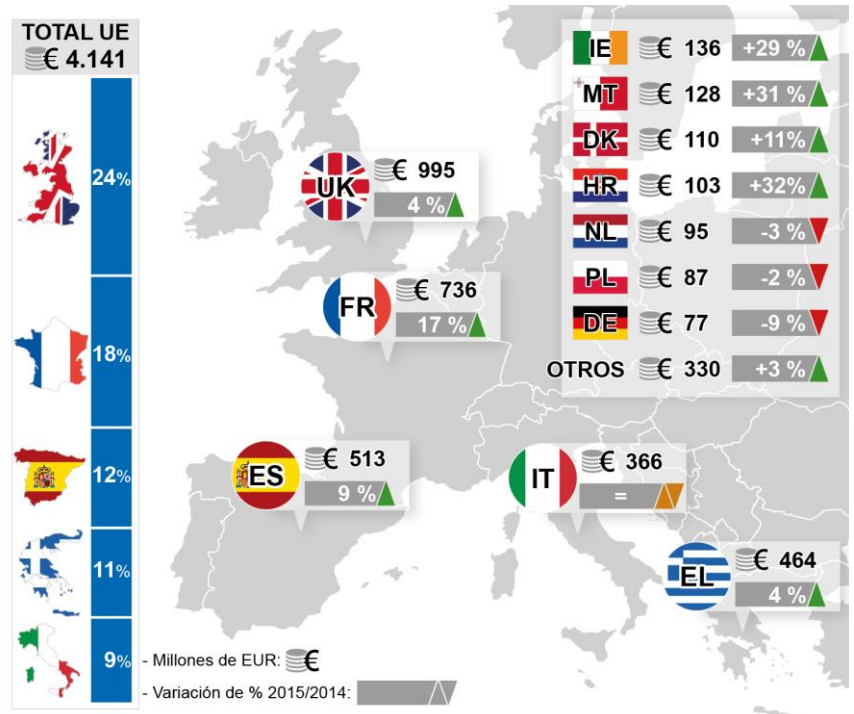 TOTAL UE
€ 4.141
24%
18%
12%
11%
9%
UK
€ 995
4 %
FR
€ 736
17 %
ES
€ 513
9 %
IT
€ 366
=
EL
€ 464
4 %
IE € 136 +29 %
MT € 128 +31 %
DK € 110 +11%
HR € 103 +32%
NL € 95 -3 %
PL € 87 -2 %
DE € 77 -9 %
OTROS € 330 +3 %
- Millones de EUR: €
- Variación de % 2015/2014: